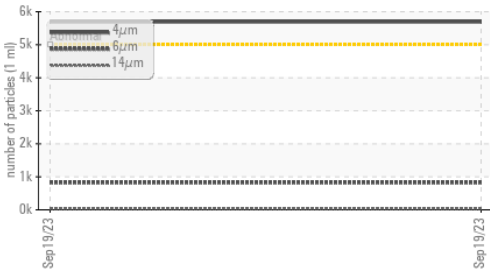 6k
5k
4k
3k
2k
1k
0k
number of particles (1 ml)
Abnormal
4μm
6μm
14μm
Sep19/23
Sep19/23